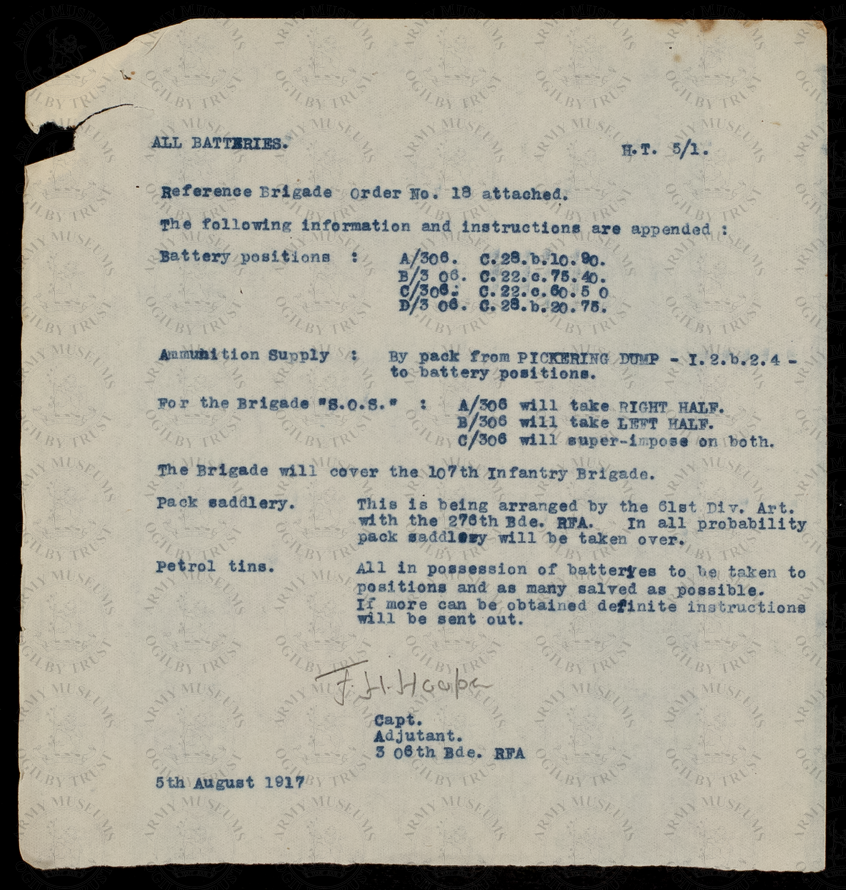 ALL BATTERIES.
H.T. 5/1.
Reference Brigade Order No. 18 attached.
The following information and instructions are appended :
Battery positions : A/306. C.28.b.10.90.
B/3 06. C.22.c.75.40.
C/306. C.22.c.60.5 0
D/3 06. C.28.b.20.75.
Ammunition Supply : By pack from PICKERING DUMP - I.2.b.2.4 -
to battery positions.
For the Brigade "S.O.S." : A/306 will take RIGHT HALF.
B/306 will take LEFT HALF.
C/306 will super-impose on both.
The Brigade will cover the 107th Infantry Brigade.
Pack saddlery. This is being arranged by the 61st Div. Art.
with the 276th Bde. RFA. In all probability
pack saddlery will be taken over.
Petrol tins. All in possession of batteryes to be taken to
positions and as many salved as possible.
If more can be obtained definite instructions
will be sent out.
F.H. Hooper
Capt.
Adjutant.
3 06th Bde. RFA
5th August 1917
ARMY MUSEUMS
OGILBY TRUST